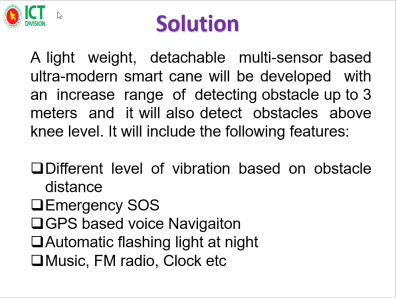 ICT
DIVISION
Solution
A light weight, detachable multi-sensor based
ultra-modern smart cane will be developed with
an increase range of detecting obstacle up to 3
meters and it will also detect obstacles above
knee level. It will include the following features:
❑Different level of vibration based on obstacle
distance
❑Emergency SOS
❑GPS based voice Navigaiton
❑Automatic flashing light at night
❑Music, FM radio, Clock etc